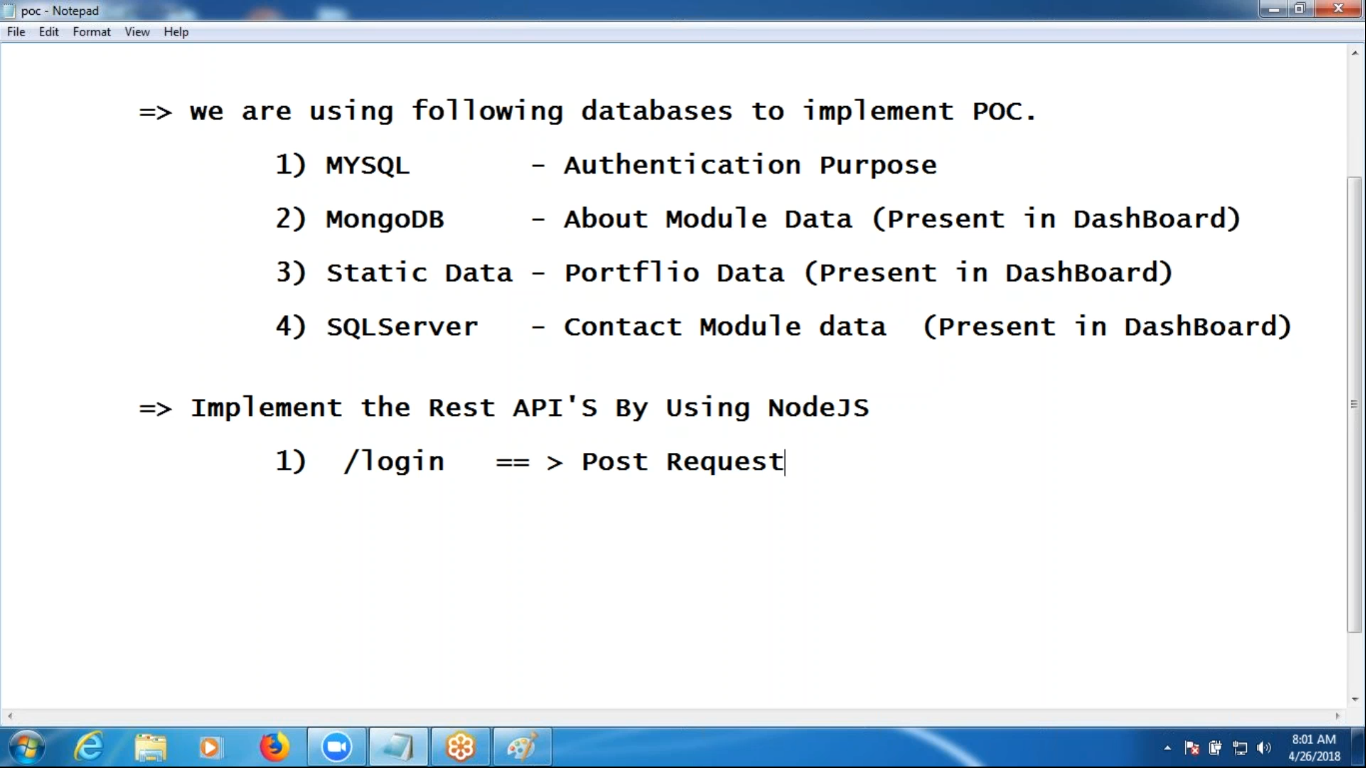 poc - Notepad
File Edit Format View Help
=> we are using following databases to implement POC.
1) MYSQL - Authentication Purpose
2) MongoDB - About Module Data (Present in DashBoard)
3) Static Data - Portflio Data (Present in DashBoard)
4) SQLServer - Contact Module data (Present in DashBoard)
=> Implement the Rest API'S By Using NodeJS
1) /login == > Post Request
8:01 AM
4/26/2018